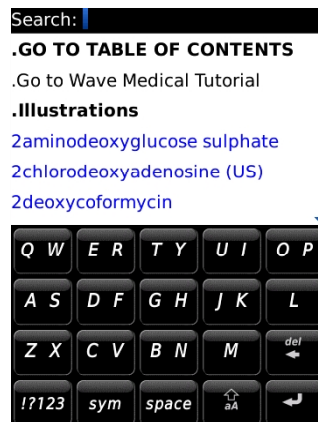 Search:
.GO TO TABLE OF CONTENTS
.Go to Wave Medical Tutorial
.Illustrations
2aminodeoxyglucose sulphate
2chlorodeoxyadenosine (US)
2deoxycoformycin
Q W E R T Y U I O P
A S D F G H J K L
Z X C V B N M del
!?123 sym space aA